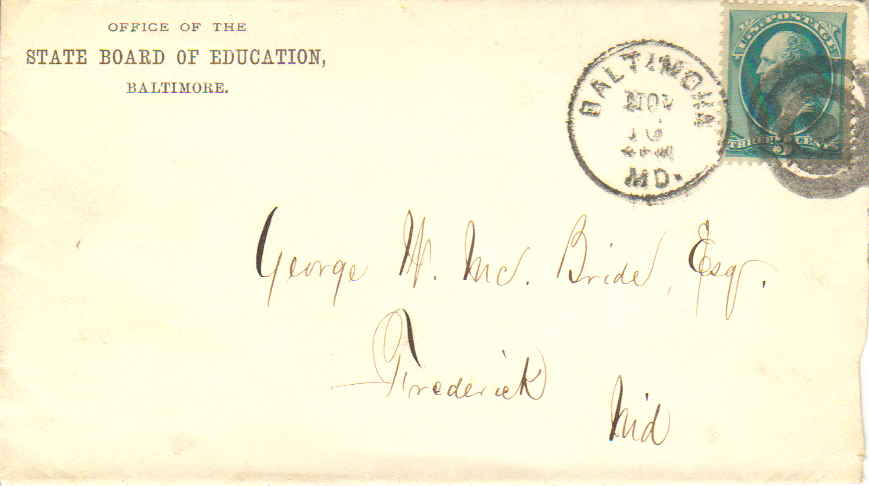 OFFICE OF THE
STATE BOARD OF EDUCATION,
BALTIMORE.
BALTIMORE
NOV
MD.
U.S. POSTAGE
THREE 3 CENTS
George W. Mc. Bride, Esq.
Frederick
Md